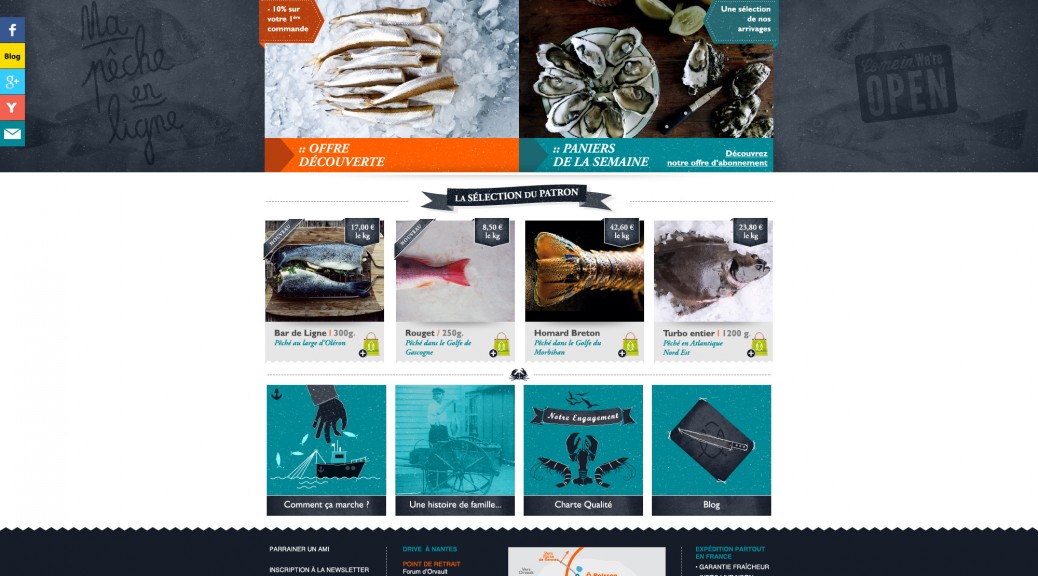 - 10% sur
votre 1ère
commande
Une sélection
de nos
arrivages
Ma
pêche
en
ligne
Come in We're
OPEN
Blog
:: OFFRE
DÉCOUVERTE
:: PANIERS
DE LA SEMAINE
Découvrez
notre offre d'abonnement
LA SÉLECTION DU PATRON
NOUVEAU
17,00 €
le kg
NOUVEAU
8,50 €
le kg
42,60 €
le kg
23,80 €
le kg
Bar de Ligne | 300g.
Pêché au large d'Oléron
Rouget / 250g.
Pêché dans le Golfe de
Gascogne
Homard Breton
Pêché dans le Golfe du
Morbihan
Turbo entier | 1200 g.
Pêché en Atlantique
Nord Est
Notre Engagement
Comment ça marche ?
Une histoire de famille...
Charte Qualité
Blog
PARRAINER UN AMI
INSCRIPTION À LA NEWSLETTER
DRIVE À NANTES
POINT DE RETRAIT
Forum d'Orvault
EXPÉDITION PARTOUT
EN FRANCE
• GARANTIE FRAÎCHEUR